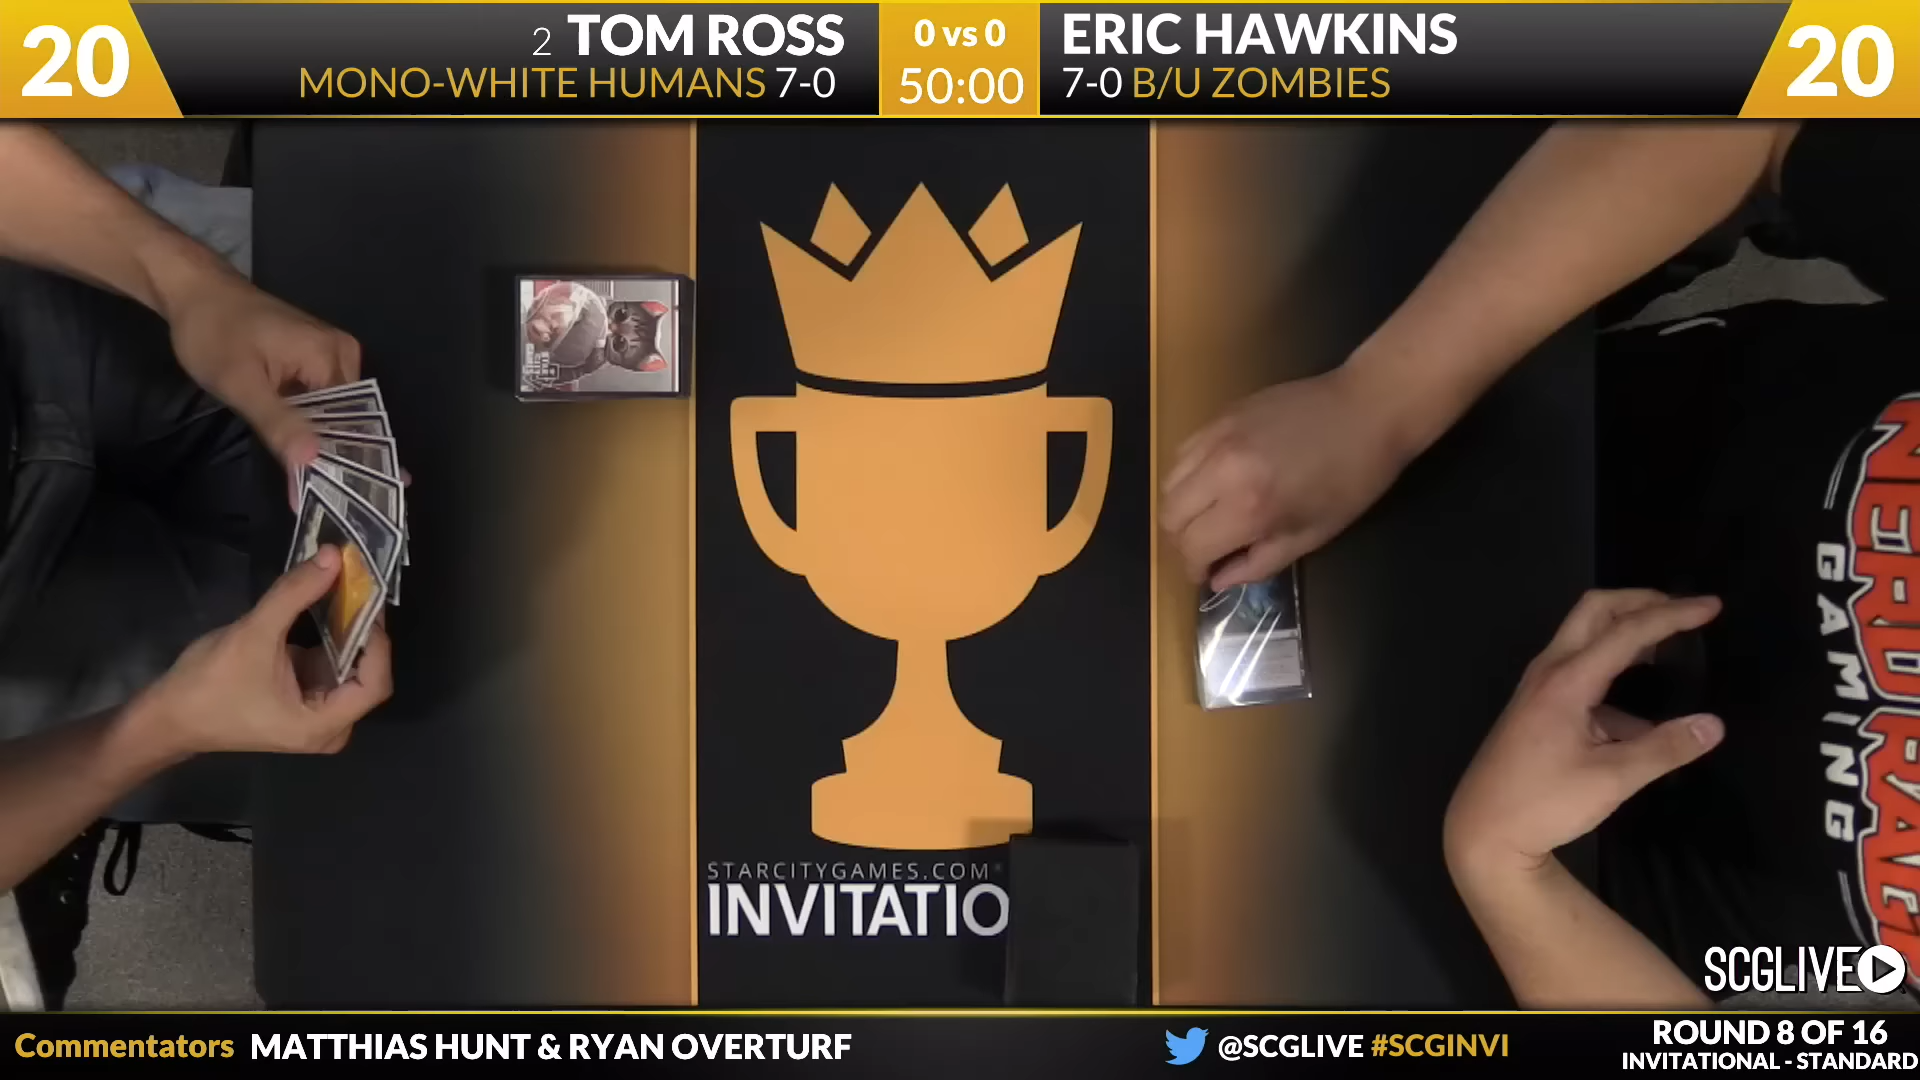 20
2 TOM ROSS
MONO-WHITE HUMANS 7-0
0 vs 0
50:00
ERIC HAWKINS
7-0 B/U ZOMBIES
20
NERD RAGE
GAMING
STARCITYGAMES.COM®
INVITATIO
SCGLIVE
Commentators MATTHIAS HUNT & RYAN OVERTURF
@SCGLIVE #SCGINVI
ROUND 8 OF 16
INVITATIONAL - STANDARD